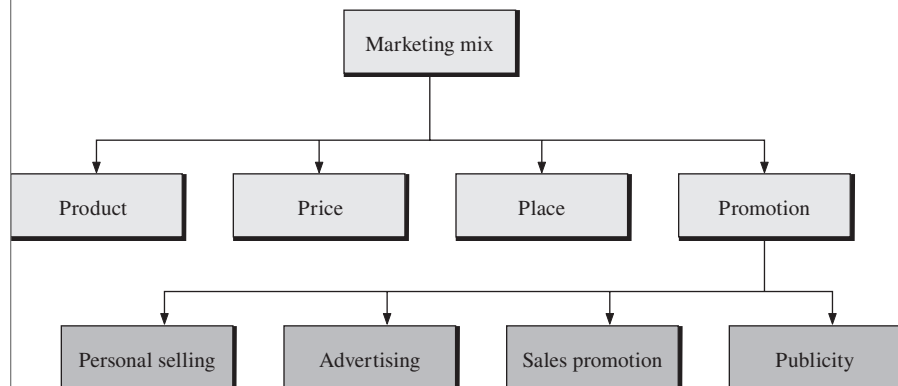 Marketing mix
Product
Price
Place
Promotion
Personal selling
Advertising
Sales promotion
Publicity